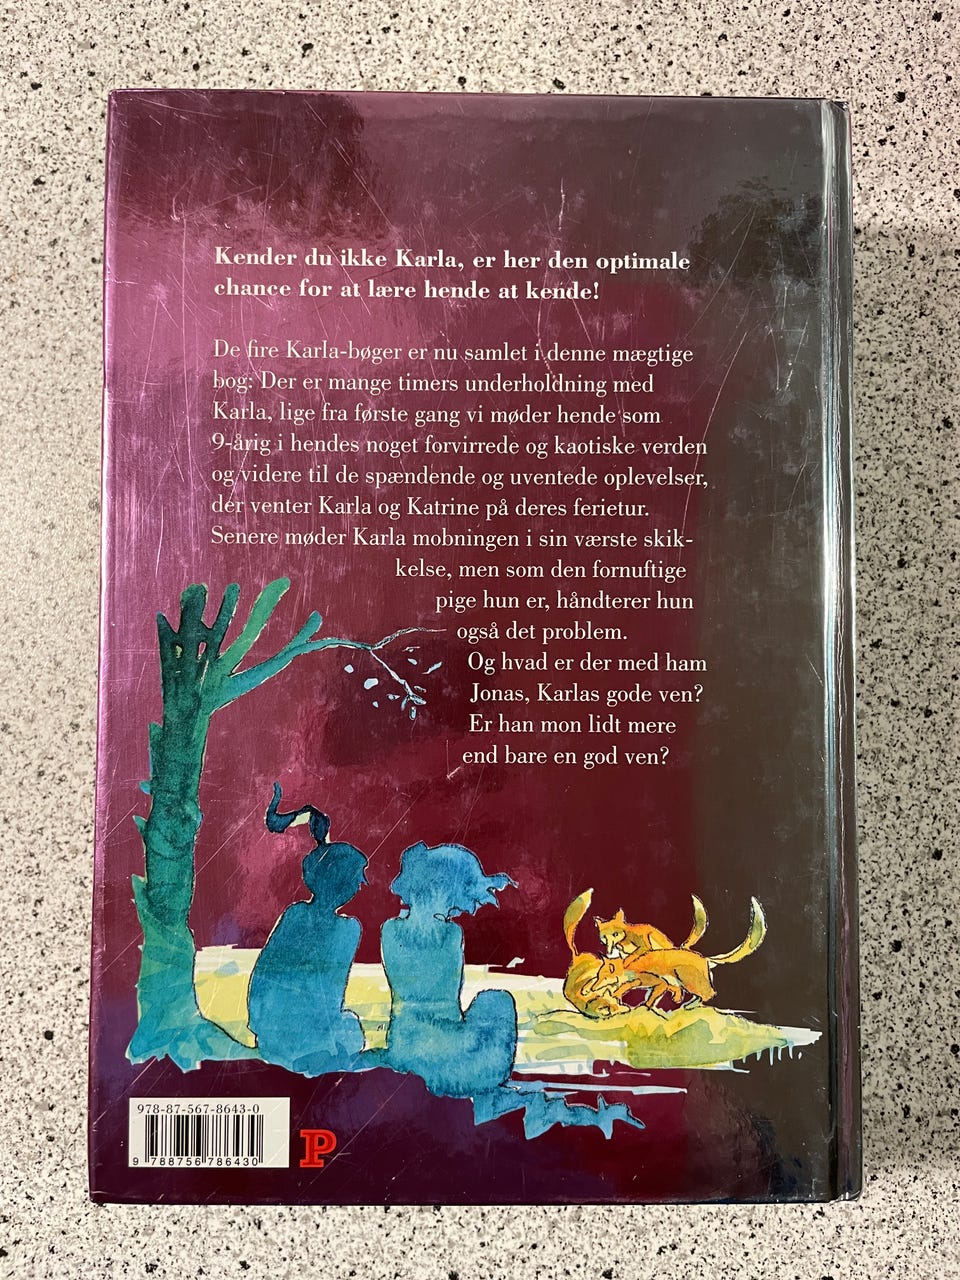 Kender du ikke Karla, er her den optimale
chance for at lære hende at kende!
De fire Karla-bøger er nu samlet i denne mægtige
bog: Der er mange timers underholdning med
Karla, lige fra første gang vi møder hende som
9-årig i hendes noget forvirrede og kaotiske verden
og videre til de spændende og uventede oplevelser,
der venter Karla og Katrine på deres ferietur.
Senere møder Karla mobningen i sin værste skik-
kelse, men som den fornuftige
pige hun er, håndterer hun
også det problem.
Og hvad er der med ham
Jonas, Karlas gode ven?
Er han mon lidt mere
end bare en god ven?
978-87-567-8643-0
9 788756 786430
P